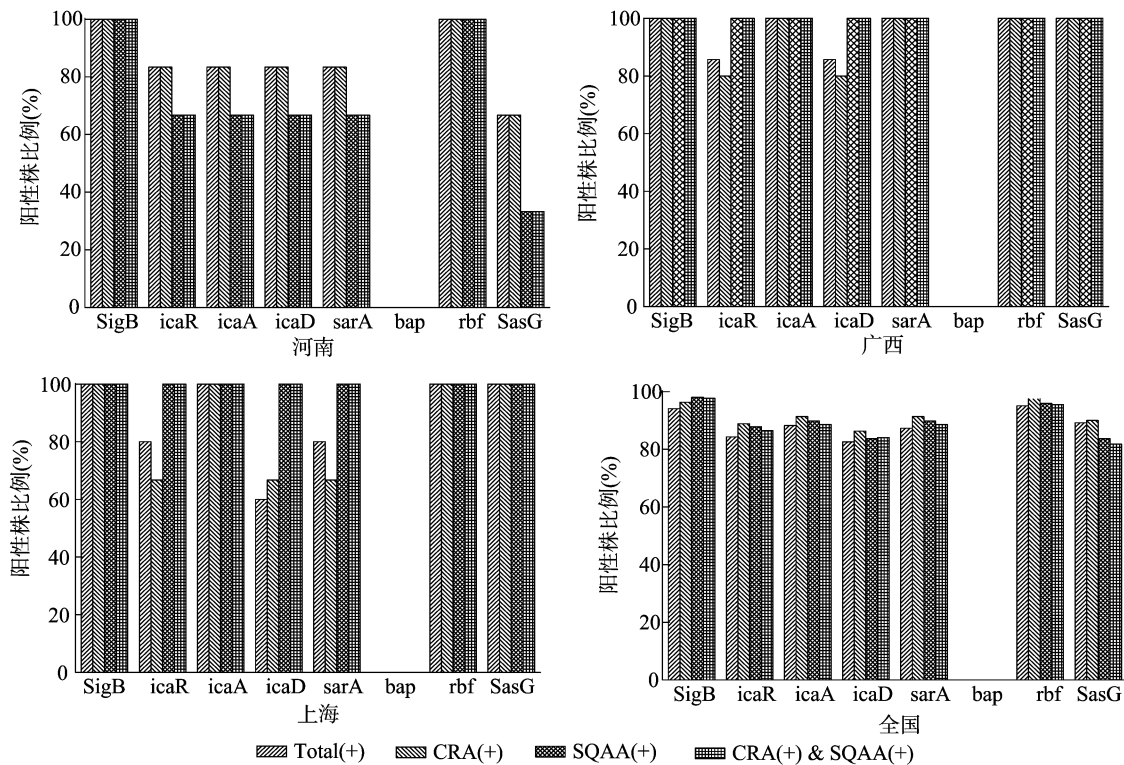 阳性株比例(%)
100
80
60
40
20
0
SigB icaR icaA icaD sarA bap rbf SasG
河南
阳性株比例(%)
100
80
60
40
20
0
SigB icaR icaA icaD sarA bap rbf SasG
广西
阳性株比例(%)
100
80
60
40
20
0
SigB icaR icaA icaD sarA bap rbf SasG
上海
阳性株比例(%)
100
80
60
40
20
0
SigB icaR icaA icaD sarA bap rbf SasG
全国
Total(+) CRA(+) SQAA(+) CRA(+) & SQAA(+)